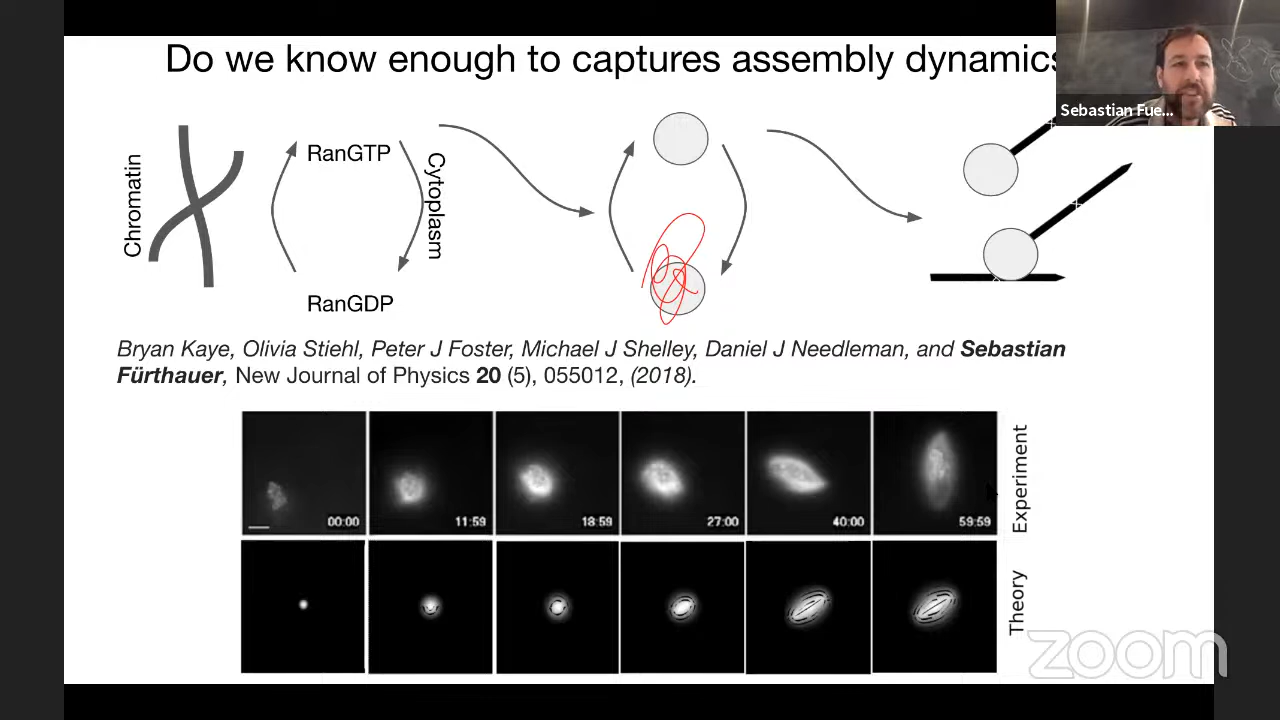 Do we know enough to captures assembly dynamics
Sebastian Fue...
Chromatin
RanGTP
Cytoplasm
RanGDP
Bryan Kaye, Olivia Stiehl, Peter J Foster, Michael J Shelley, Daniel J Needleman, and Sebastian
Fürthauer, New Journal of Physics 20 (5), 055012, (2018).
00:00
11:59
18:59
27:00
40:00
59:59
Experiment
Theory
zoom